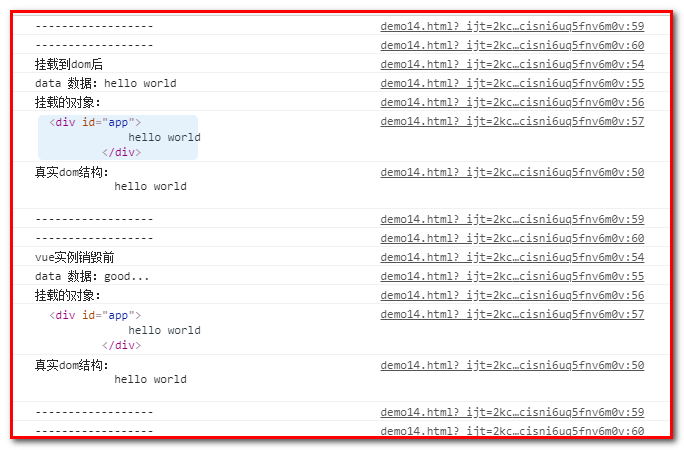 ------------------ demo14.html?_ijt=2kc…cisni6uq5fnv6m0v:59
------------------ demo14.html?_ijt=2kc…cisni6uq5fnv6m0v:60
挂载到dom后 demo14.html?_ijt=2kc…cisni6uq5fnv6m0v:54
data 数据: hello world demo14.html?_ijt=2kc…cisni6uq5fnv6m0v:55
挂载的对象: demo14.html?_ijt=2kc…cisni6uq5fnv6m0v:56
<div id="app"> demo14.html?_ijt=2kc…cisni6uq5fnv6m0v:57
hello world
</div>
真实dom结构: demo14.html?_ijt=2kc…cisni6uq5fnv6m0v:50
hello world
------------------ demo14.html?_ijt=2kc…cisni6uq5fnv6m0v:59
------------------ demo14.html?_ijt=2kc…cisni6uq5fnv6m0v:60
vue实例销毁前 demo14.html?_ijt=2kc…cisni6uq5fnv6m0v:54
data 数据: good... demo14.html?_ijt=2kc…cisni6uq5fnv6m0v:55
挂载的对象: demo14.html?_ijt=2kc…cisni6uq5fnv6m0v:56
<div id="app"> demo14.html?_ijt=2kc…cisni6uq5fnv6m0v:57
hello world
</div>
真实dom结构: demo14.html?_ijt=2kc…cisni6uq5fnv6m0v:50
hello world
------------------ demo14.html?_ijt=2kc…cisni6uq5fnv6m0v:59
------------------ demo14.html?_ijt=2kc…cisni6uq5fnv6m0v:60